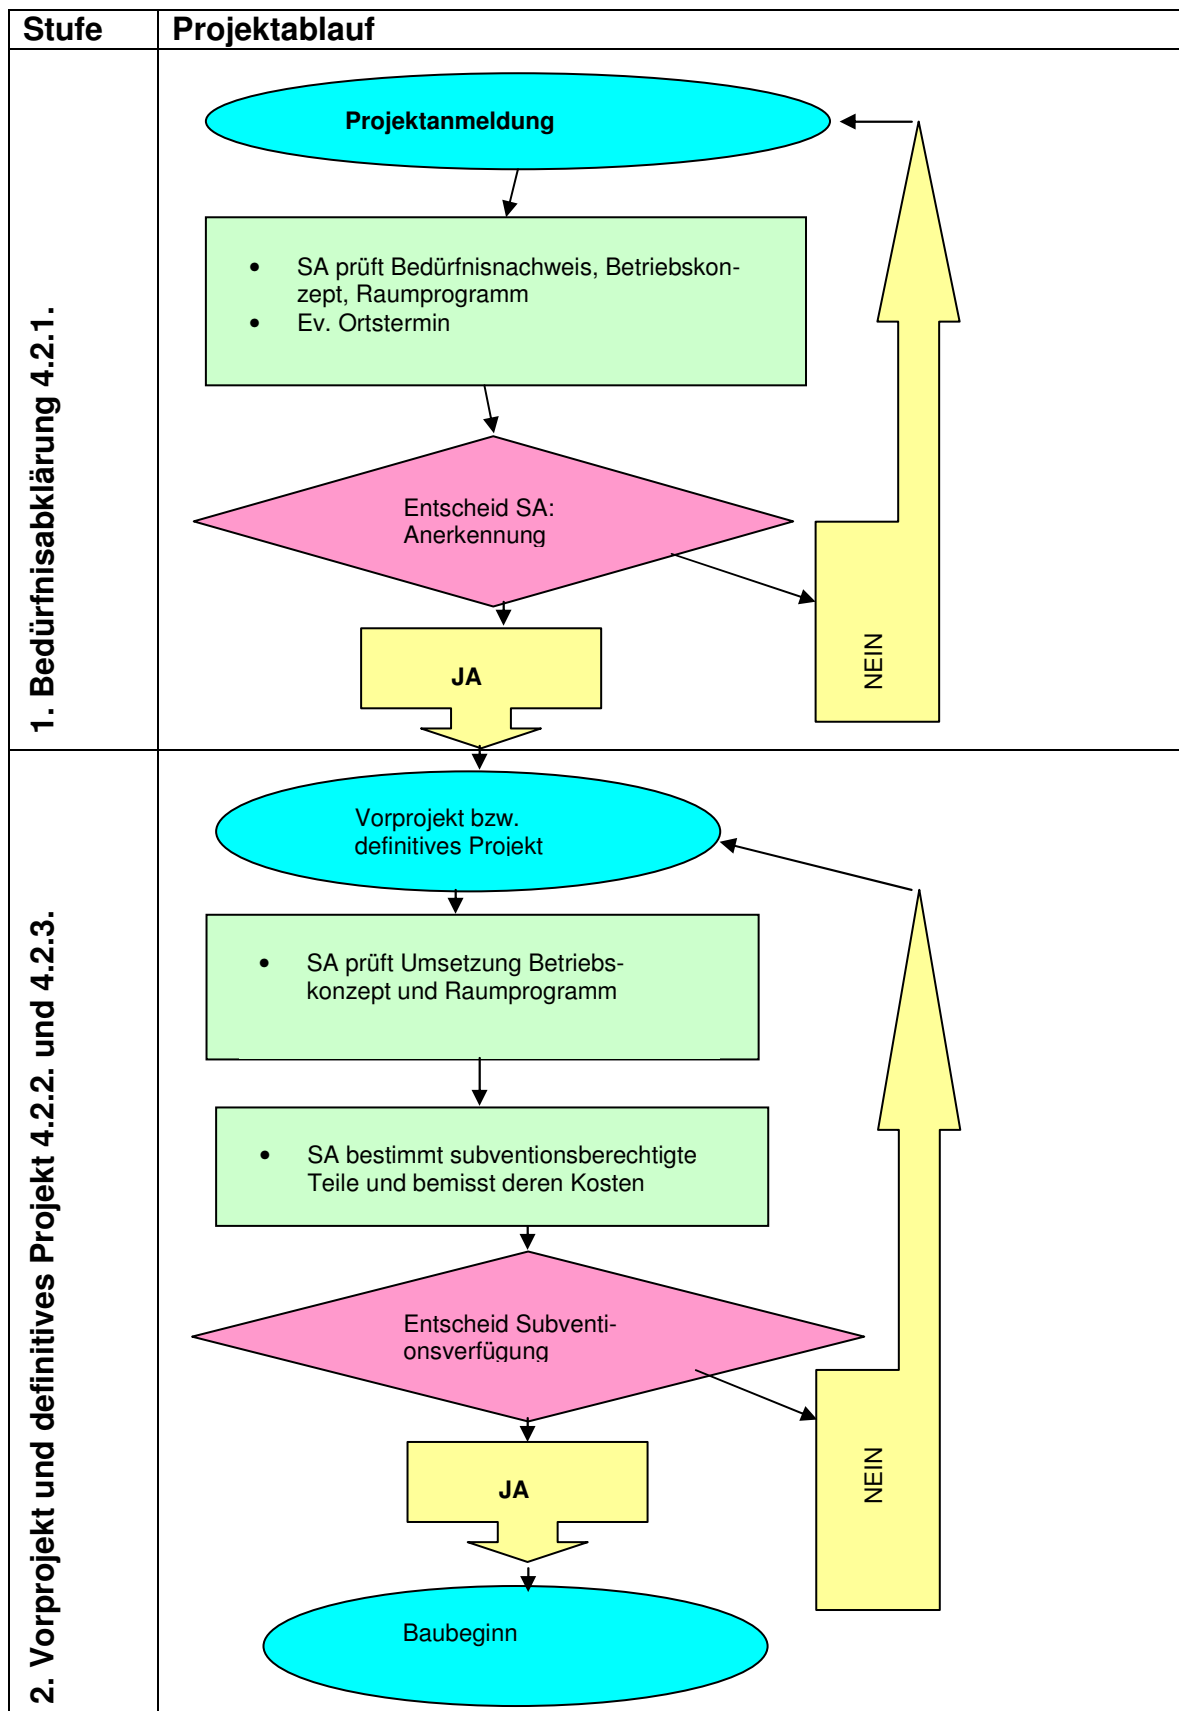 Stufe
Projektablauf
1. Bedürfnisabklärung 4.2.1.
Projektanmeldung
• SA prüft Bedürfnisnachweis, Betriebskon-
zept, Raumprogramm
• Ev. Ortstermin
Entscheid SA:
Anerkennung
NEIN
JA
2. Vorprojekt und definitives Projekt 4.2.2. und 4.2.3.
Vorprojekt bzw.
definitives Projekt
• SA prüft Umsetzung Betriebs-
konzept und Raumprogramm
• SA bestimmt subventionsberechtigte
Teile und bemisst deren Kosten
Entscheid Subventi-
onsverfügung
NEIN
JA
Baubeginn